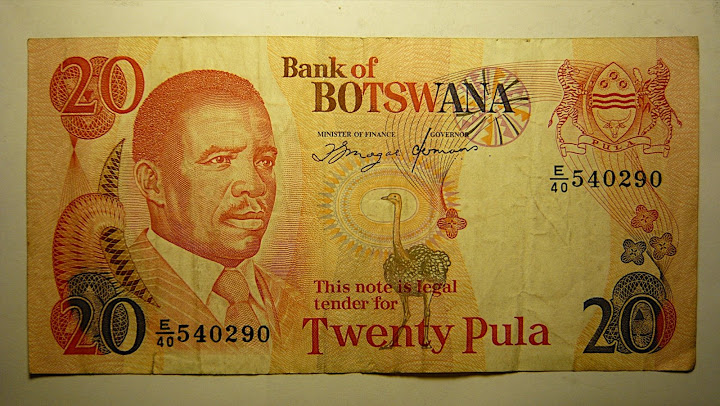 20
Bank of
BOTSWANA
MINISTER OF FINANCE GOVERNOR
PULA
E/40 540290
This note is legal
tender for
Twenty Pula
20 E/40 540290
20